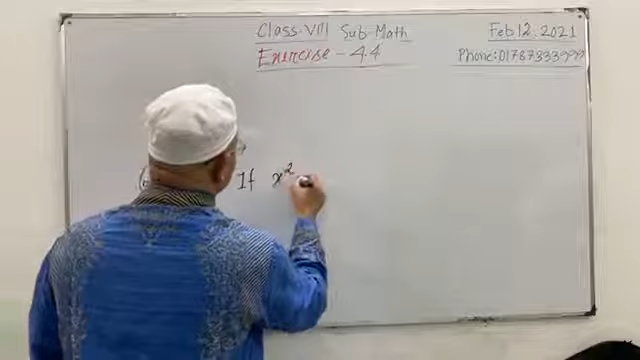 Class-VIII Sub-Math
Feb 12, 2021
Exercise - 4.4
Phone:01787333999
If x²